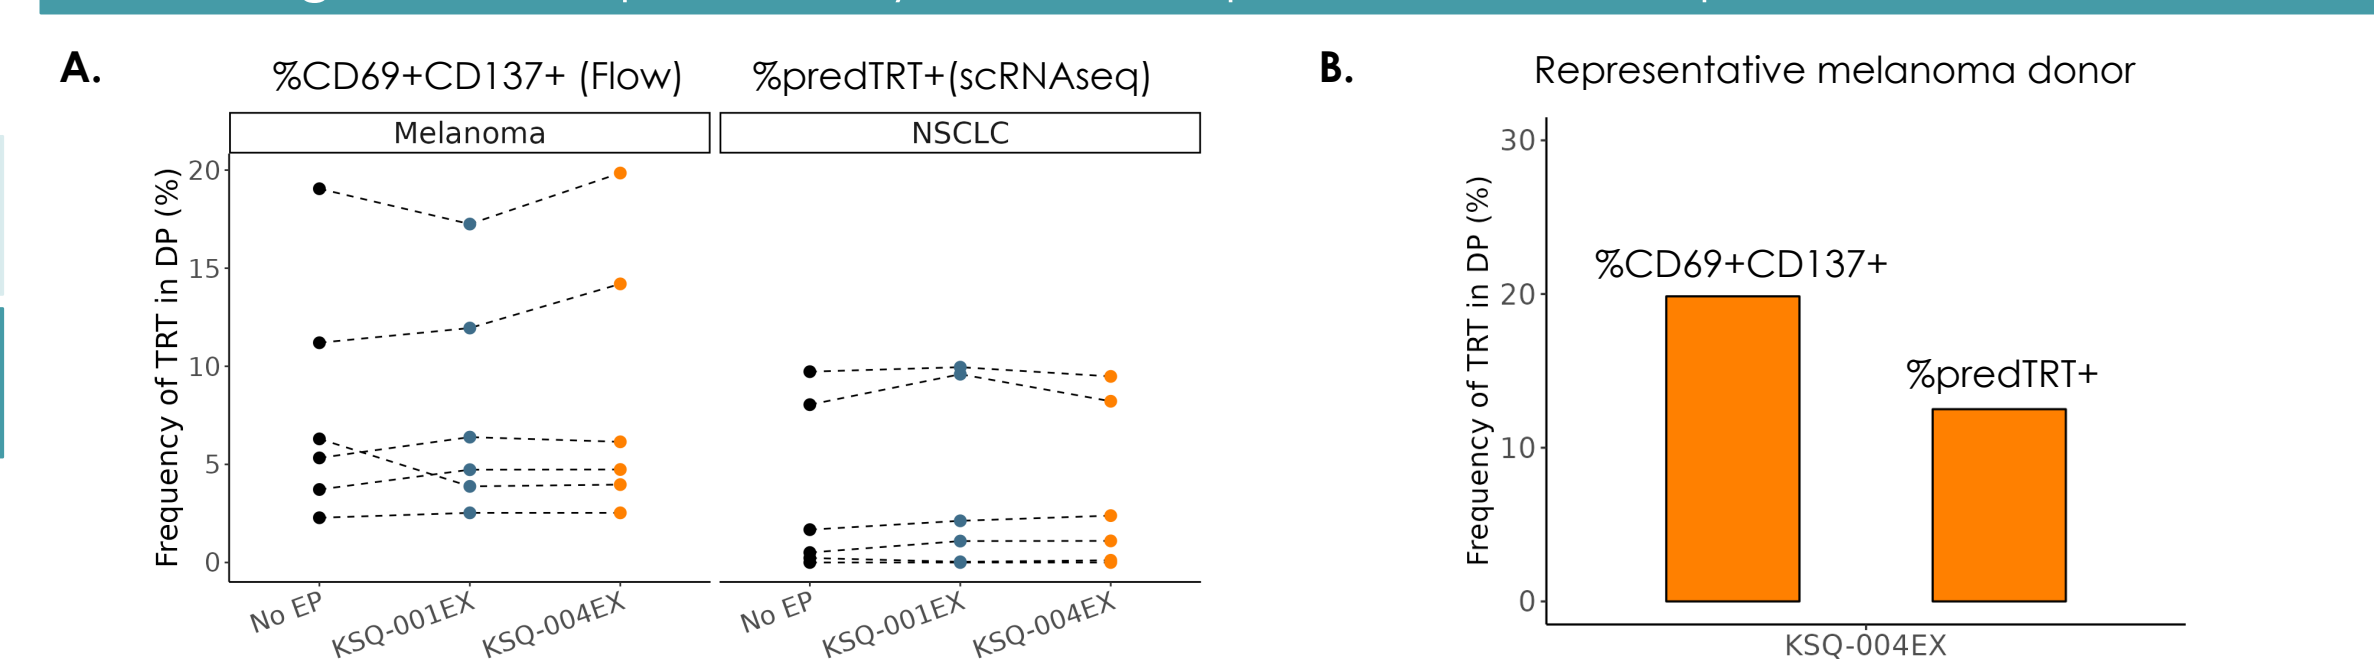 A.
%CD69+CD137+ (Flow)
%predTRT+(scRNAseq)
Melanoma
NSCLC
Frequency of TRT in DP (%)
20
15
10
5
0
No EP
KSQ-001EX
KSQ-004EX
No EP
KSQ-001EX
KSQ-004EX
B.
Representative melanoma donor
Frequency of TRT in DP (%)
30
20
10
0
%CD69+CD137+
%predTRT+
KSQ-004EX